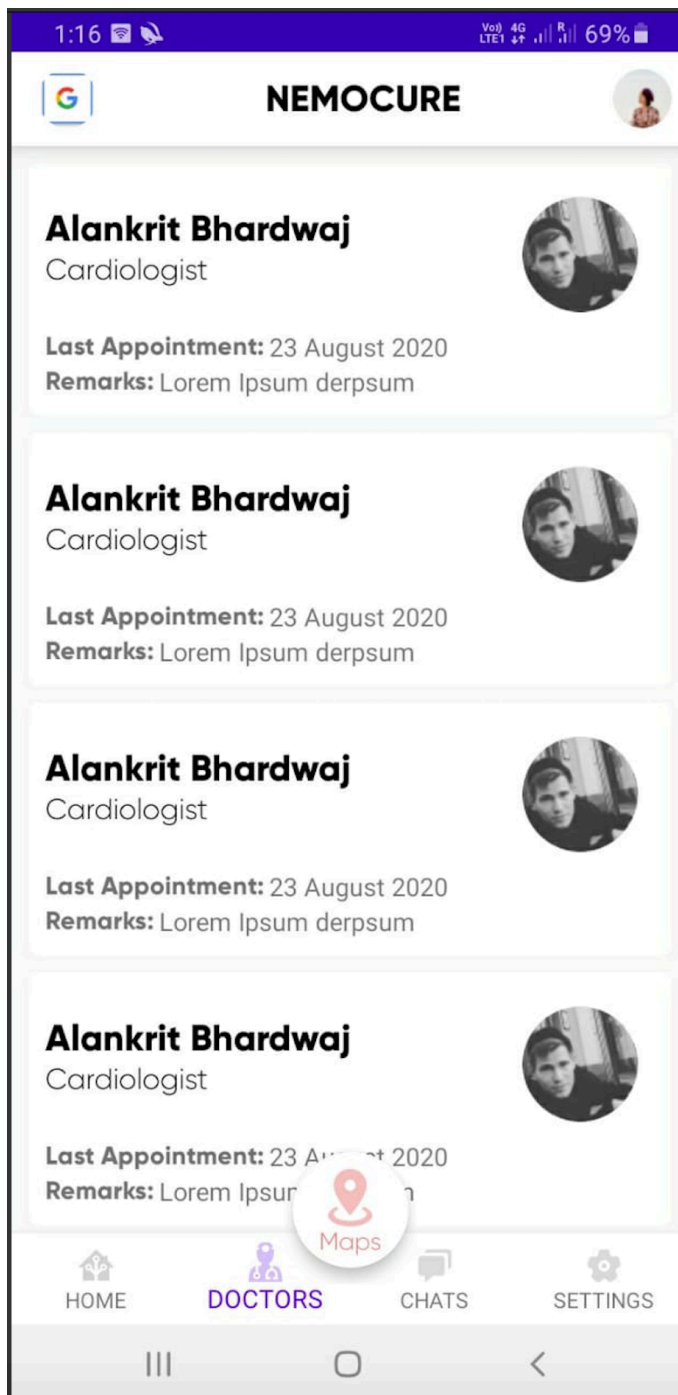 1:16 Vo)) 4G R 69%
LTE1
G NEMOCURE
Alankrit Bhardwaj
Cardiologist
Last Appointment: 23 August 2020
Remarks: Lorem Ipsum derpsum
Alankrit Bhardwaj
Cardiologist
Last Appointment: 23 August 2020
Remarks: Lorem Ipsum derpsum
Alankrit Bhardwaj
Cardiologist
Last Appointment: 23 August 2020
Remarks: Lorem Ipsum derpsum
Alankrit Bhardwaj
Cardiologist
Last Appointment: 23 2020
Remarks: Lorem
Maps
HOME DOCTORS CHATS SETTINGS